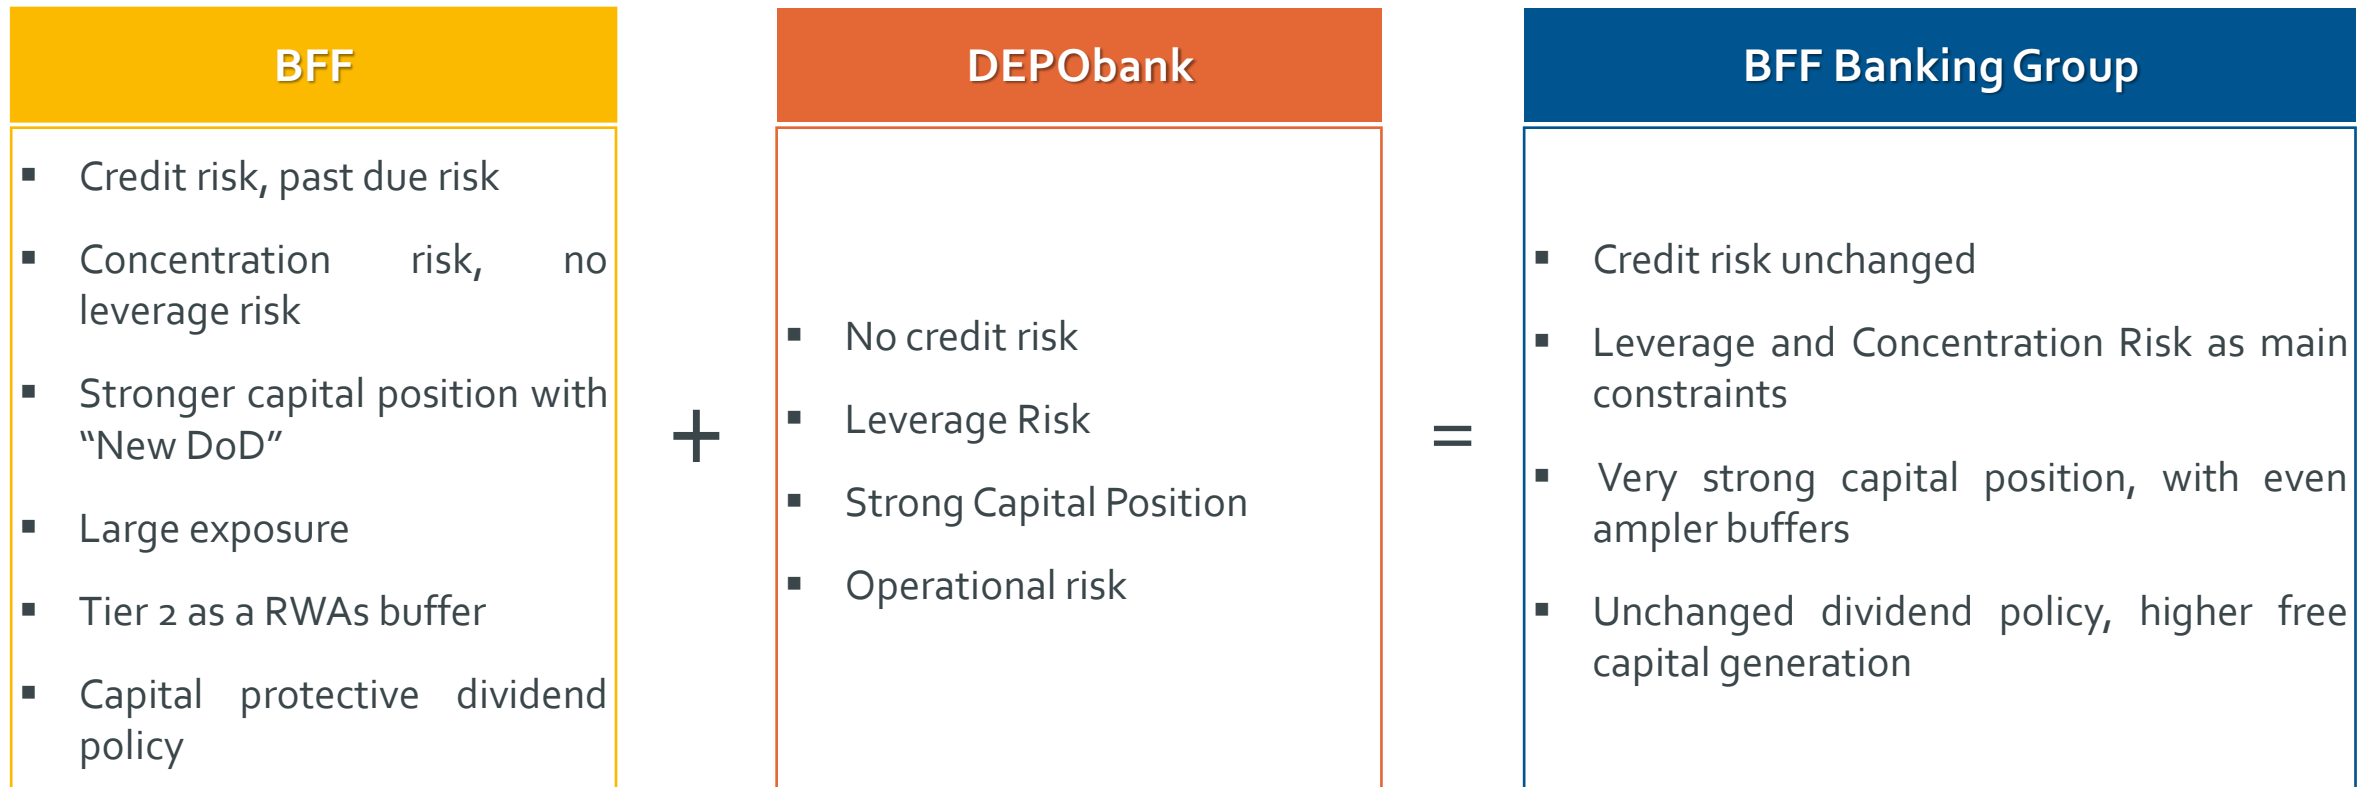 BFF
▪ Credit risk, past due risk
▪ Concentration risk, no
leverage risk
▪ Stronger capital position with
“New DoD”
▪ Large exposure
▪ Tier 2 as a RWAs buffer
▪ Capital protective dividend
policy
+
DEPObank
▪ No credit risk
▪ Leverage Risk
▪ Strong Capital Position
▪ Operational risk
=
BFF Banking Group
▪ Credit risk unchanged
▪ Leverage and Concentration Risk as main
constraints
▪ Very strong capital position, with even
ampler buffers
▪ Unchanged dividend policy, higher free
capital generation